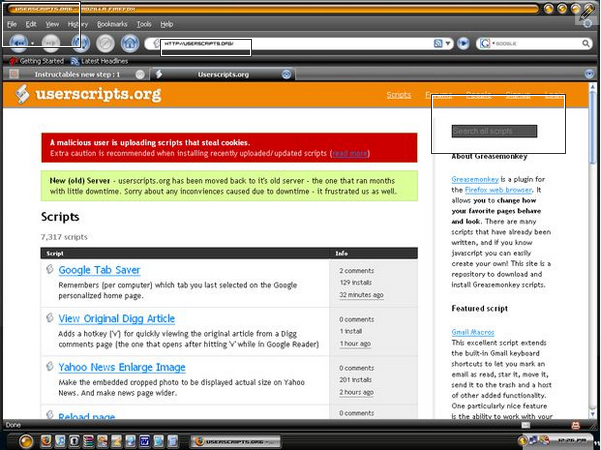 USERSCRIPTS.ORG - MOZILLA FIREFOX
File Edit View History Bookmarks Tools Help
HTTP://USERSCRIPTS.ORG/
GOOGLE
Getting Started Latest Headlines
Instructables new step : 1 Userscripts.org
userscripts.org
Scripts Forums People Signup Login
A malicious user is uploading scripts that steal cookies.
Extra caution is recommended when installing recently uploaded/updated scripts (read more)
New (old) Server - userscripts.org has been moved back to it's old server - the one that ran months
with little downtime. Sorry about any inconviences caused due to downtime - it frustrated us as well.
Scripts
7,317 scripts
Script Info
Google Tab Saver
Remembers (per computer) which tab you last selected on the Google
personalized home page.
2 comments
129 installs
32 minutes ago
View Original Digg Article
Adds a hotkey ('v') for quickly viewing the original article from a Digg
comments page (the one that opens after hitting 'v' while in Google Reader)
0 comments
1 install
1 hour ago
Yahoo News Enlarge Image
Make the embedded cropped photo to be displayed actual size on Yahoo
News. And make news page wider.
0 comments
201 installs
2 hours ago
Reload page
0 comments
Search all scripts
About Greasemonkey
Greasemonkey is a plugin for
the Firefox web browser. It
allows you to change how
your favorite pages behave
and look. There are many
scripts that have already been
written, and if you know
javascript you can easily
create your own! This site is a
repository to download and
install Greasemonkey scripts.
Featured script
Gmail Macros
This excellent script extends
the built-in Gmail keyboard
shortcuts to let you mark an
email as read, star it, move it,
send it to the trash and a host
of other added functionality.
One particularly nice feature
is the ability to work with your
Done
USERSCRIPTS.ORG -...
12:26 PM